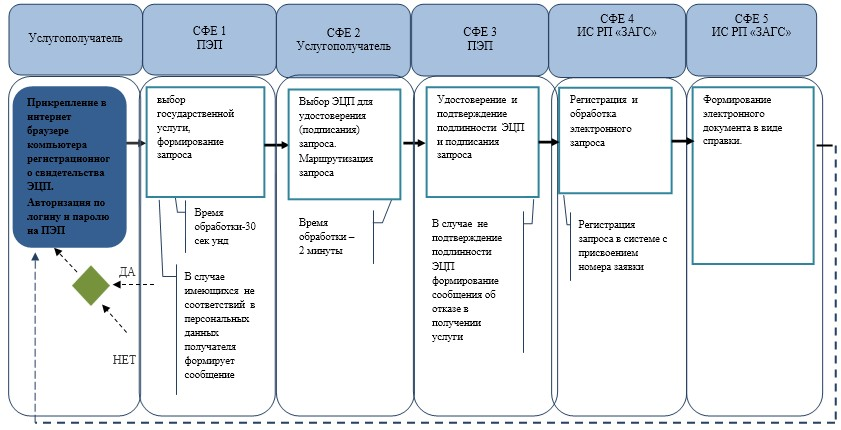 Услугополучатель
СФЕ 1
ПЭП
СФЕ 2
Услугополучатель
СФЕ 3
ПЭП
СФЕ 4
ИС РП «ЗАГС»
СФЕ 5
ИС РП «ЗАГС»
Прикрепление в
интернет
браузере
компьютера
регистрационног
о свидетельства
ЭЦП.
Авторизация по
логину и паролю
на ПЭП
выбор
государственной
услуги,
формирование
запроса
Выбор ЭЦП для
удостоверения
(подписания)
запроса.
Маршрутизация
запроса
Удостоверение и
подтверждение
подлинности ЭЦП
и подписания
запроса
Регистрация и
обработка
электронного
запроса
Формирование
электронного
документа в виде
справки.
Время
обработки-30
сек унд
Время
обработки –
2 минуты
В случае не
подтверждение
подлинности
ЭЦП
формирование
сообщения об
отказе в
получении
услуги
Регистрация
запроса в системе с
присвоением
номера заявки
ДА
В случае
имеющихся не
соответствий в
персональных
данных
получателя
формирует
сообщение
НЕТ